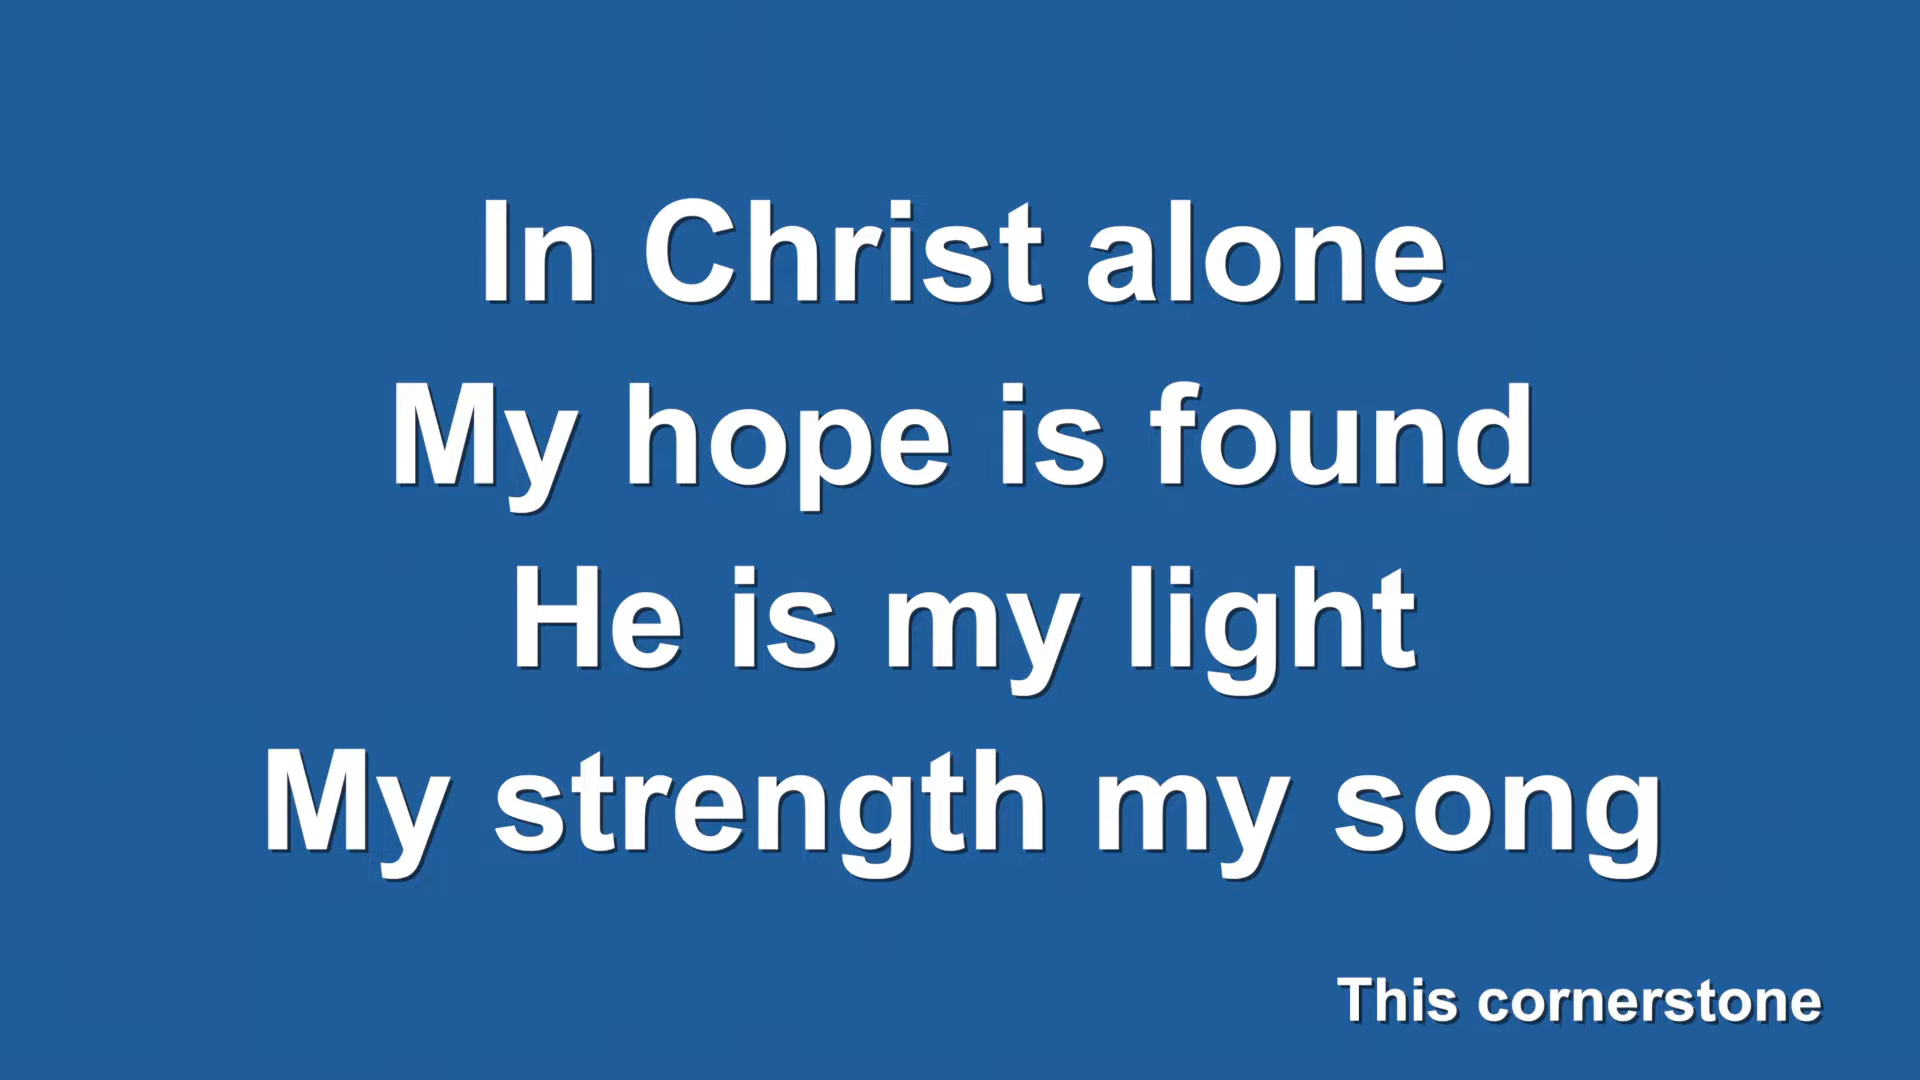 In Christ alone
My hope is found
He is my light
My strength my song
This cornerstone